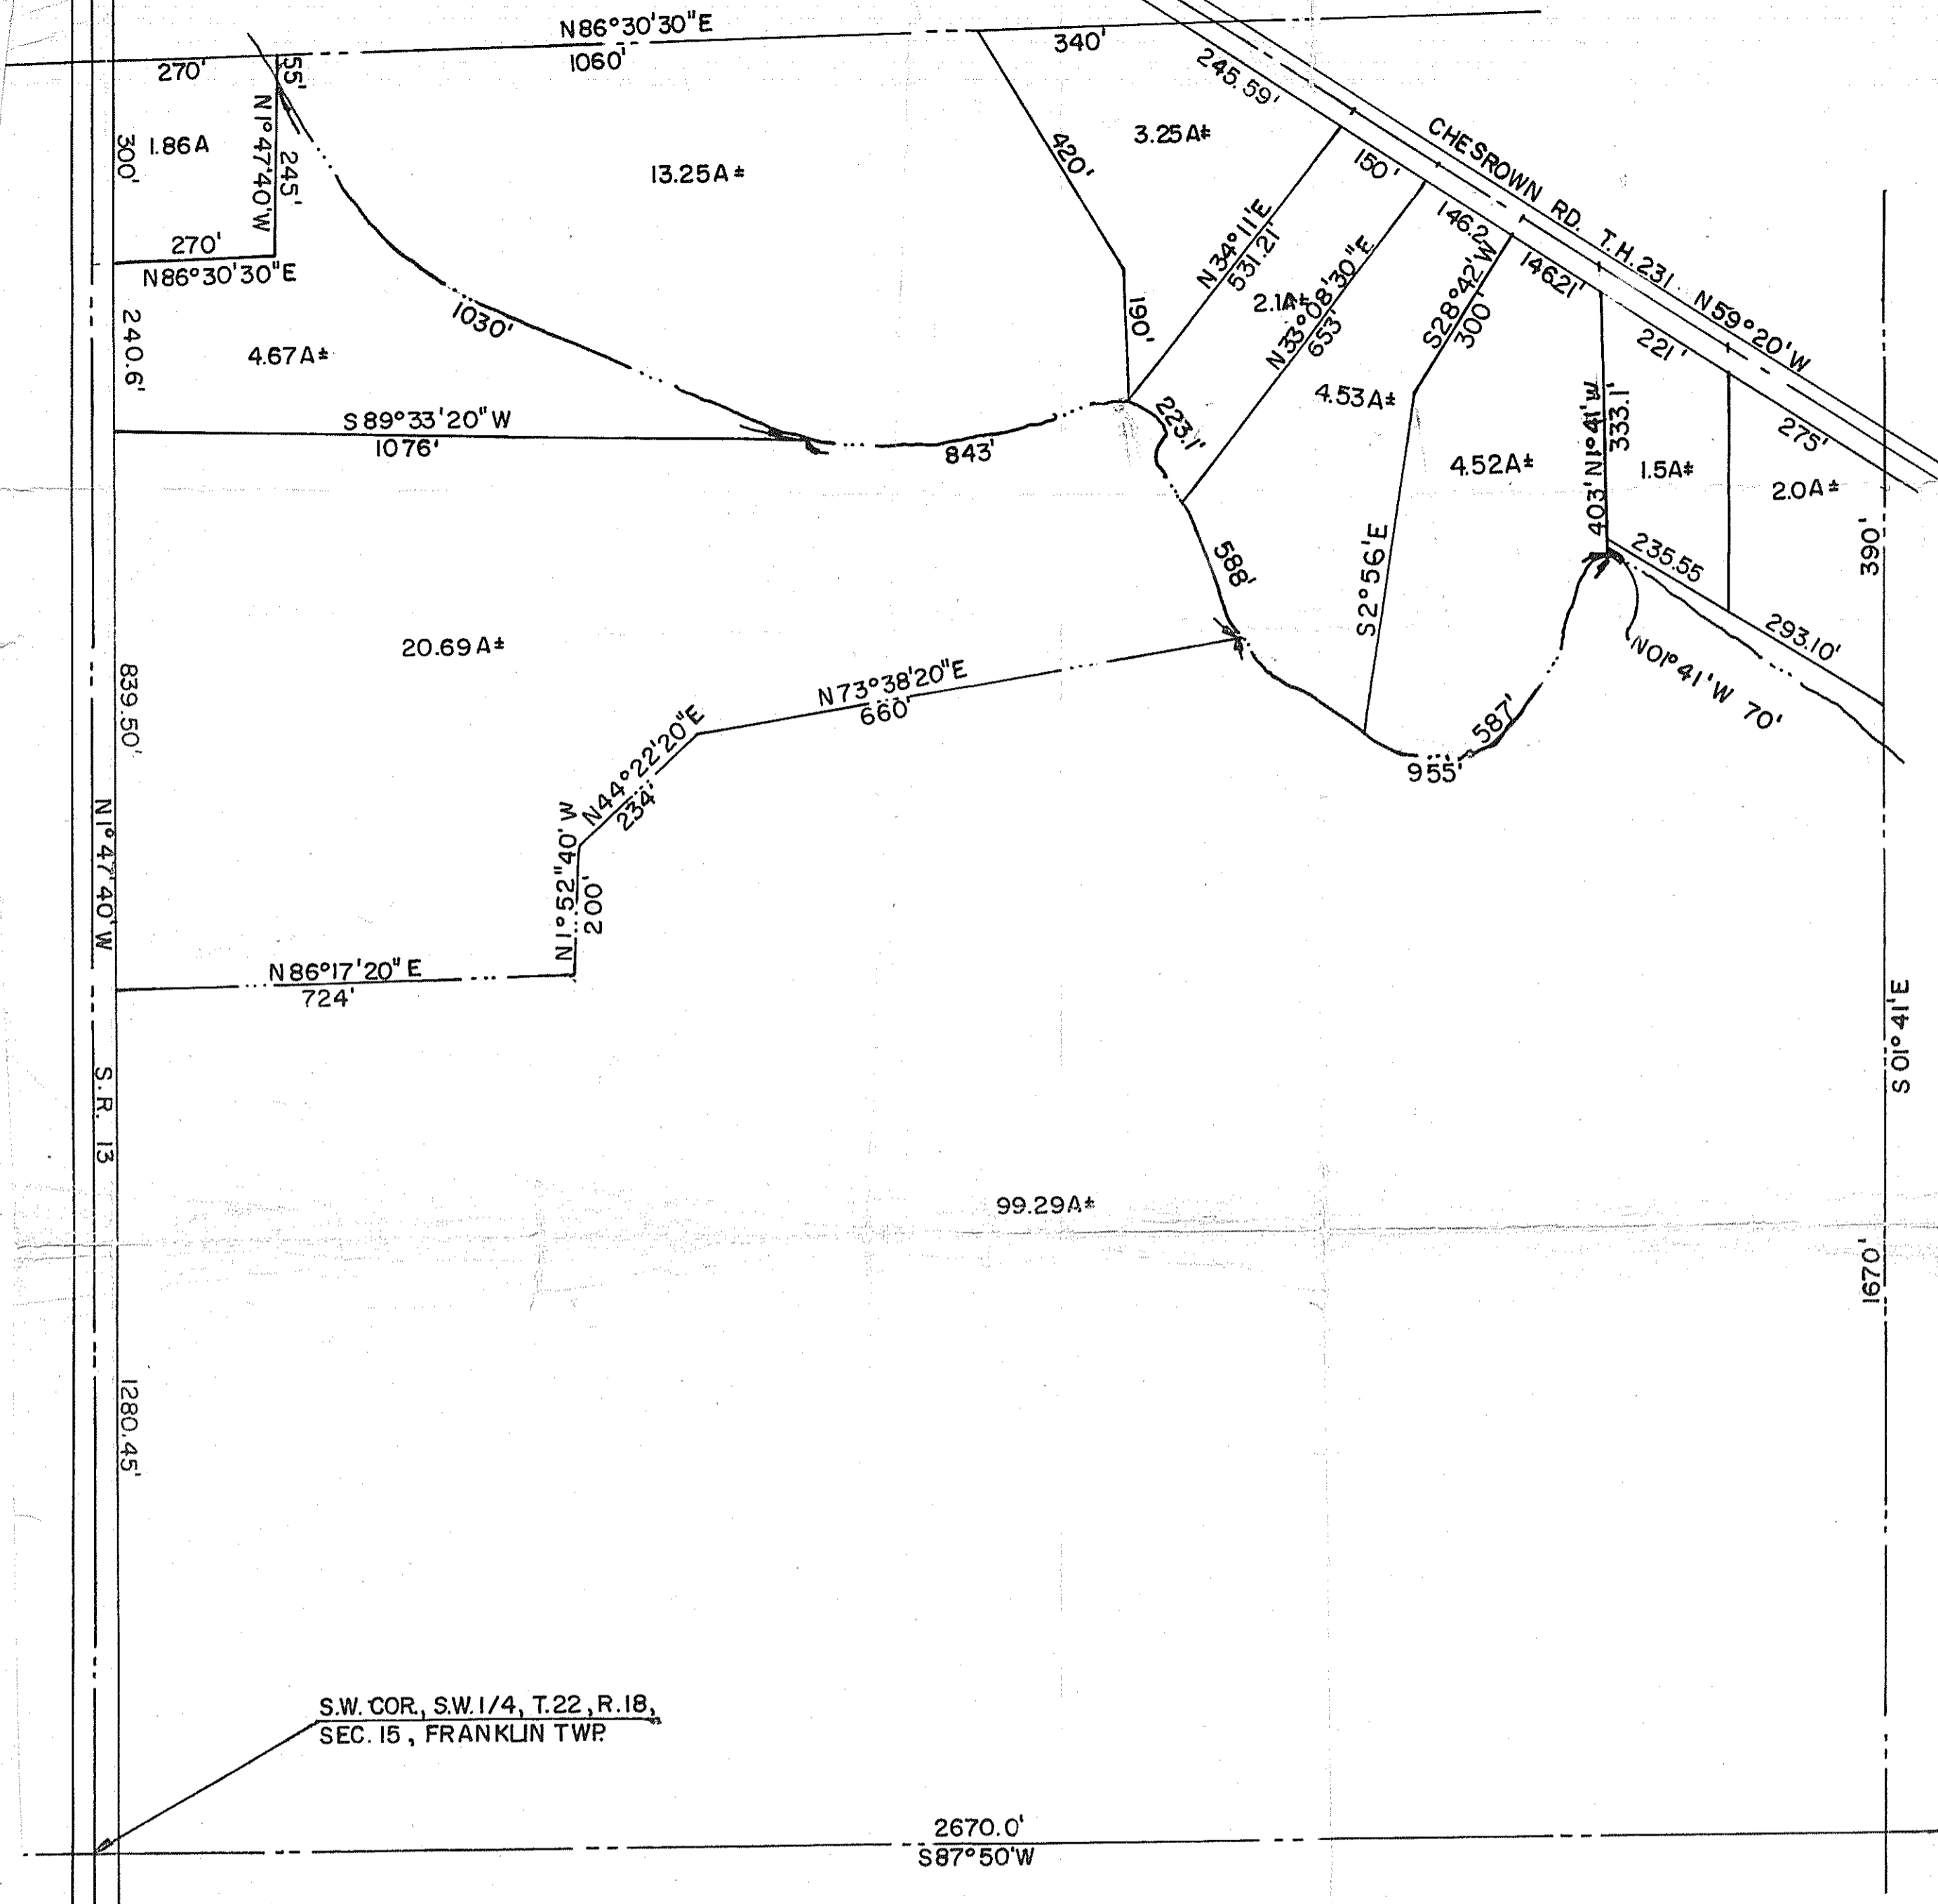 N86°30'30"E
1060'
270'
55'
340'
245.59'
CHESROWN RD. T.H.231 N59°20'W
N1°47'40"W
245'
300'
1.86A
13.25A±
420'
3.25A±
150'
146.2
146.21'
221'
275'
270'
N86°30'30"E
N34°11'E
531.21'
2.1A±
N33°08'30"E
653'
S28°42'W
300'
190'
240.6'
4.67A±
1030'
S89°33'20"W
1076'
843'
223.1'
4.53A±
4.52A±
403' N1°41'W
333.1'
1.5A±
2.0A±
390'
235.55
293.10'
588'
S2°56'E
N01°41'W 70'
20.69A±
839.50'
N73°38'20"E
660'
N44°22'20"E
234'
587'
955'
N1°52"40'W
200'
N1°47'40'W
N86°17'20"E
724'
S01°41'E
S.R. 13
99.29A±
1670'
1280.45'
S.W. COR., S.W.1/4, T.22, R.18,
SEC. 15, FRANKLIN TWP.
2670.0'
S87°50'W